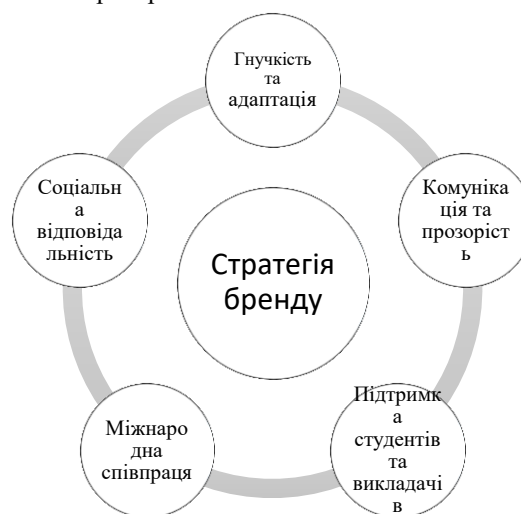 Гнучкість
та
адаптація
Комуніка
ція та
прозоріст
ь
Підтримк
а
студентів
та
викладачі
в
Міжнаро
дна
співпраця
Соціальн
а
відповіда
льність
Стратегія
бренду